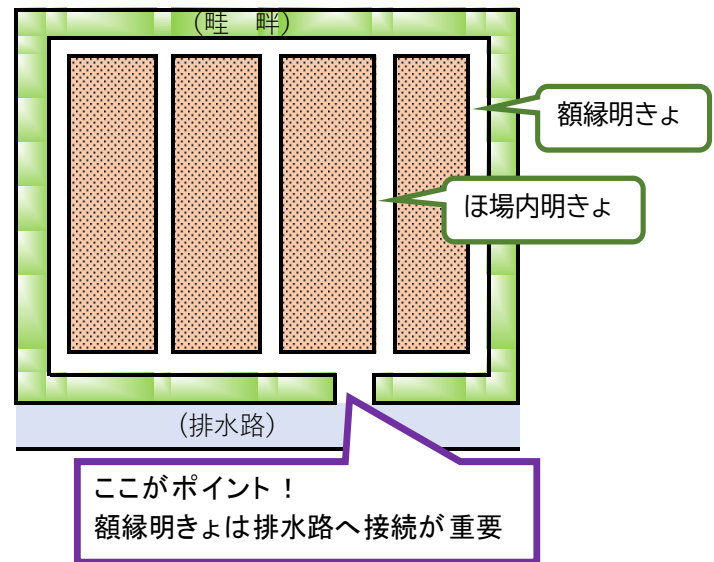 (畦　畔)
額縁明きょ
ほ場内明きょ
(排水路)
ここがポイント！
額縁明きょは排水路へ接続が重要